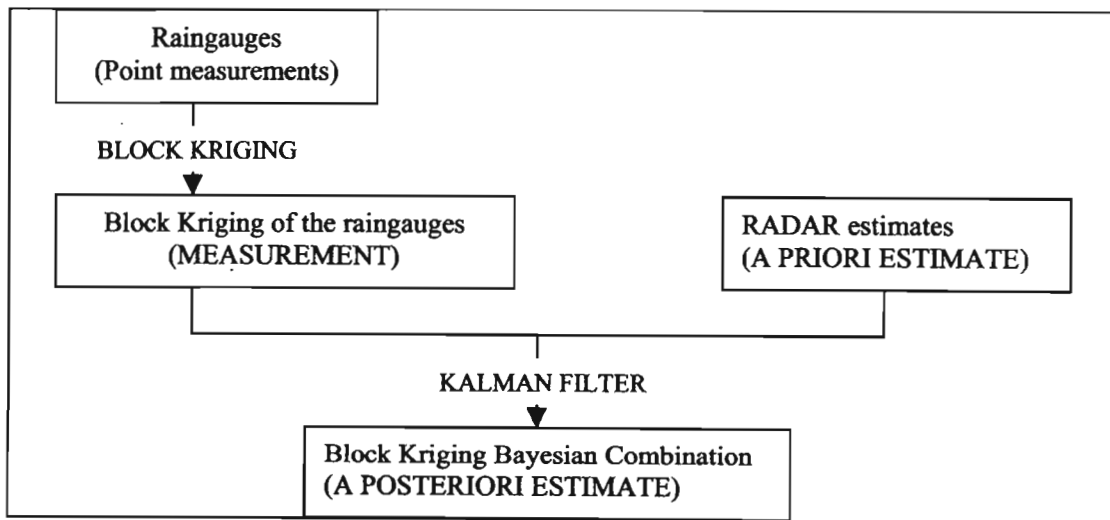 Raingauges
(Point measurements)
BLOCK KRIGING
Block Kriging of the raingauges
(MEASUREMENT)
RADAR estimates
(A PRIORI ESTIMATE)
KALMAN FILTER
Block Kriging Bayesian Combination
(A POSTERIORI ESTIMATE)